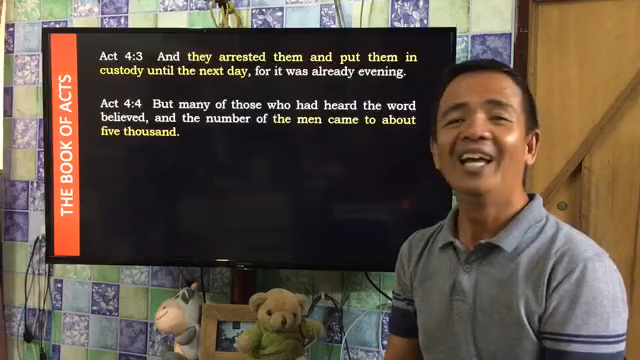 THE BOOK OF ACTS
Act 4:3 And they arrested them and put them in
custody until the next day, for it was already evening.
Act 4:4 But many of those who had heard the word
believed, and the number of the men came to about
five thousand.